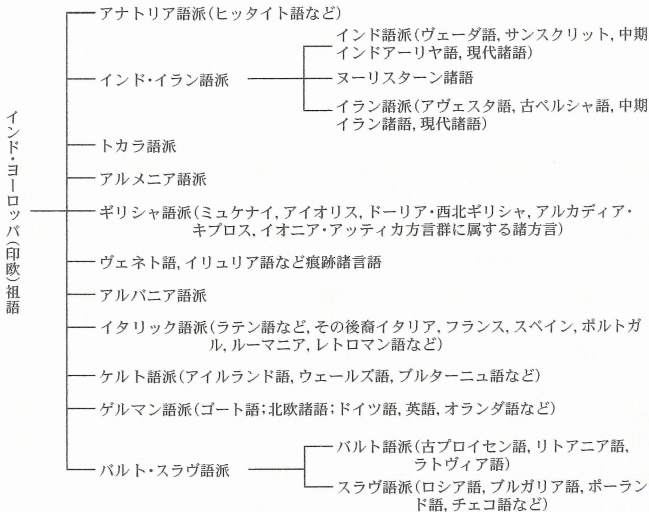 インド・ヨーロッパ(印欧)祖語
アナトリア語派(ヒッタイト語など)
インド・イラン語派
インド語派(ヴェーダ語, サンスクリット, 中期
インドアーリヤ語, 現代諸語)
ヌーリスターン諸語
イラン語派(アヴェスタ語, 古ペルシャ語, 中期
イラン諸語, 現代諸語)
トカラ語派
アルメニア語派
ギリシャ語派(ミュケナイ, アイオリス, ドーリア・西北ギリシャ, アルカディア・
キプロス, イオニア・アッティカ方言群に属する諸方言)
ヴェネト語, イリュリア語など痕跡諸言語
アルバニア語派
イタリック語派(ラテン語など, その後裔イタリア, フランス, スペイン, ポルトガ
ル, ルーマニア, レトロマン語など)
ケルト語派(アイルランド語, ウェールズ語, ブルターニュ語など)
ゲルマン語派(ゴート語;北欧諸語;ドイツ語, 英語, オランダ語など)
バルト・スラヴ語派
バルト語派(古プロイセン語, リトアニア語,
ラトヴィア語)
スラヴ語派(ロシア語, ブルガリア語, ポーラン
ド語, チェコ語など)